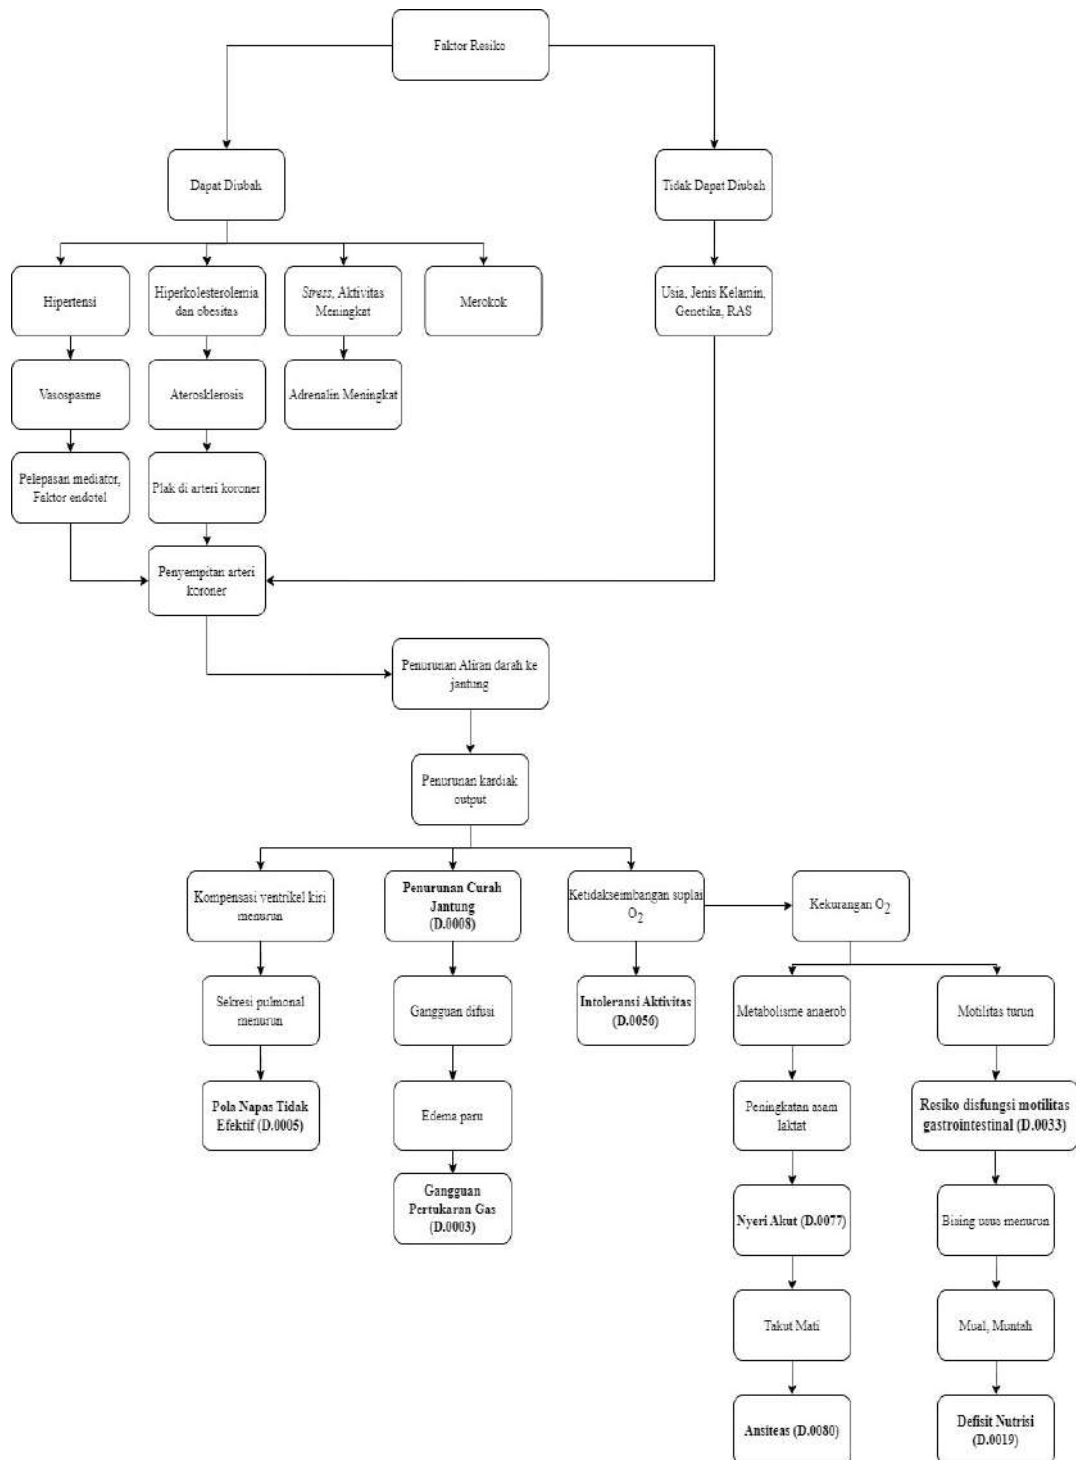 Faktor Resiko
Dapat Diubah
Tidak Dapat Diubah
Hipertensi
Hiperkolesterolemia
dan obesitas
Stress, Aktivitas
Meningkat
Merokok
Usia, Jenis Kelamin,
Genetika, RAS
Vasospasme
Aterosklerosis
Adrenalin Meningkat
Pelepasan mediator,
Faktor endotel
Plak di arteri koroner
Penyempitan arteri
koroner
Penurunan Aliran darah ke
jantung
Penurunan kardiak
output
Kompensasi ventrikel kiri
menurun
Penurunan Curah
Jantung
(D.0008)
Ketidakseimbangan suplai
O2
Kekurangan O2
Sekresi pulmonal
menurun
Gangguan difusi
Intoleransi Aktivitas
(D.0056)
Metabolisme anaerob
Motilitas turun
Pola Napas Tidak
Efektif (D.0005)
Edema paru
Peningkatan asam
laktat
Resiko disfungsi motilitas
gastrointestinal (D.0033)
Gangguan
Pertukaran Gas
(D.0003)
Nyeri Akut (D.0077)
Bising usus menurun
Takut Mati
Mual, Muntah
Ansiteas (D.0080)
Defisit Nutrisi
(D.0019)